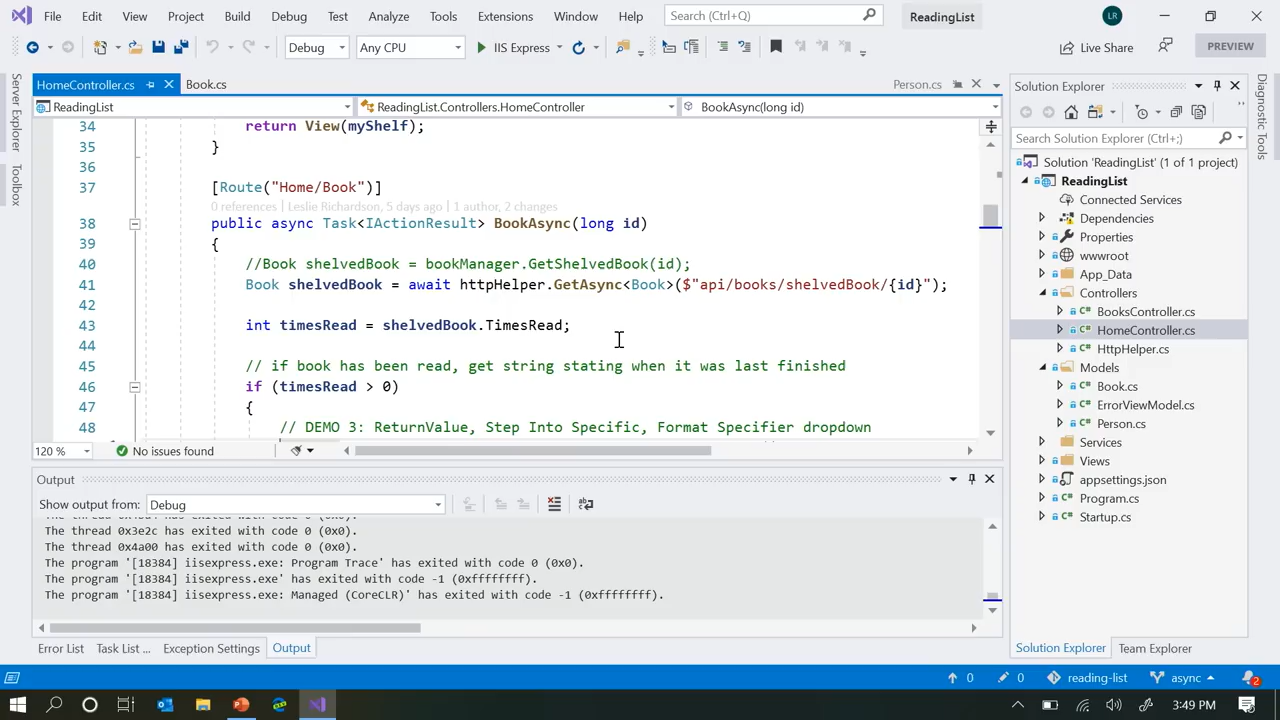 File Edit View Project Build Debug Test Analyze Tools Extensions Window Help Search (Ctrl+Q) ReadingList LR
Debug Any CPU IIS Express Live Share PREVIEW
Server Explorer
Toolbox
HomeController.cs Book.cs Person.cs
ReadingList ReadingList.Controllers.HomeController BookAsync(long id)
34 return View(myShelf);
35 }
36
37 [Route("Home/Book")]
0 references | Leslie Richardson, 5 days ago | 1 author, 2 changes
38 public async Task<IActionResult> BookAsync(long id)
39 {
40 //Book shelvedBook = bookManager.GetShelvedBook(id);
41 Book shelvedBook = await httpHelper.GetAsync<Book>($"api/books/shelvedBook/{id}");
42
43 int timesRead = shelvedBook.TimesRead;
44
45 // if book has been read, get string stating when it was last finished
46 if (timesRead > 0)
47 {
48 // DEMO 3: ReturnValue, Step Into Specific, Format Specifier dropdown
120 % No issues found
Output
Show output from: Debug
The thread 0x3e2c has exited with code 0 (0x0).
The thread 0x4a00 has exited with code 0 (0x0).
The program '[18384] iisexpress.exe: Program Trace' has exited with code 0 (0x0).
The program '[18384] iisexpress.exe' has exited with code -1 (0xffffffff).
The program '[18384] iisexpress.exe: Managed (CoreCLR)' has exited with code -1 (0xffffffff).
Error List Task List ... Exception Settings Output
Solution Explorer
Search Solution Explorer (Ctrl+;)
Solution 'ReadingList' (1 of 1 project)
ReadingList
Connected Services
Dependencies
Properties
wwwroot
App_Data
Controllers
BooksController.cs
HomeController.cs
HttpHelper.cs
Models
Book.cs
ErrorViewModel.cs
Person.cs
Services
Views
appsettings.json
Program.cs
Startup.cs
Solution Explorer Team Explorer
Diagnostic Tools
0 0 reading-list async 2
3:49 PM